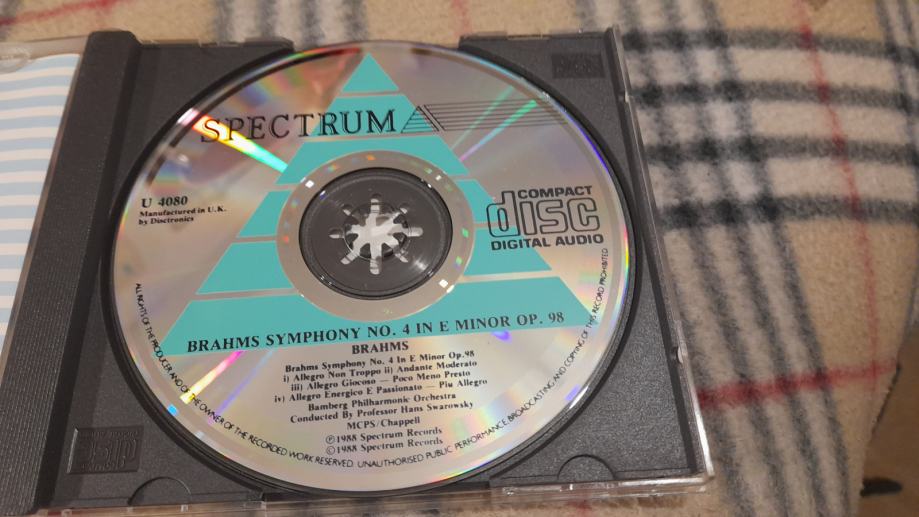 SPECTRUM
U 4080
Manufactured in U.K.
by Disctronics
COMPACT
disc
DIGITAL AUDIO
BRAHMS SYMPHONY NO. 4 IN E MINOR OP. 98
BRAHMS
Brahms Symphony No. 4 In E Minor Op.98
i) Allegro Non Troppo ii) Andante Moderato
iii) Allegro Giocoso — Poco Meno Presto
iv) Allegro Energico E Passionato — Piu Allegro
Bamberg Philharmonic Orchestra
Conducted By Professor Hans Swarowsky
MCPS/Chappell
℗1988 Spectrum Records
©1988 Spectrum Records
ALL RIGHTS OF THE PRODUCER AND OF THE OWNER OF THE RECORDED WORK RESERVED. UNAUTHORISED PUBLIC PERFORMANCE, BROADCASTING AND COPYING OF THIS RECORD PROHIBITED